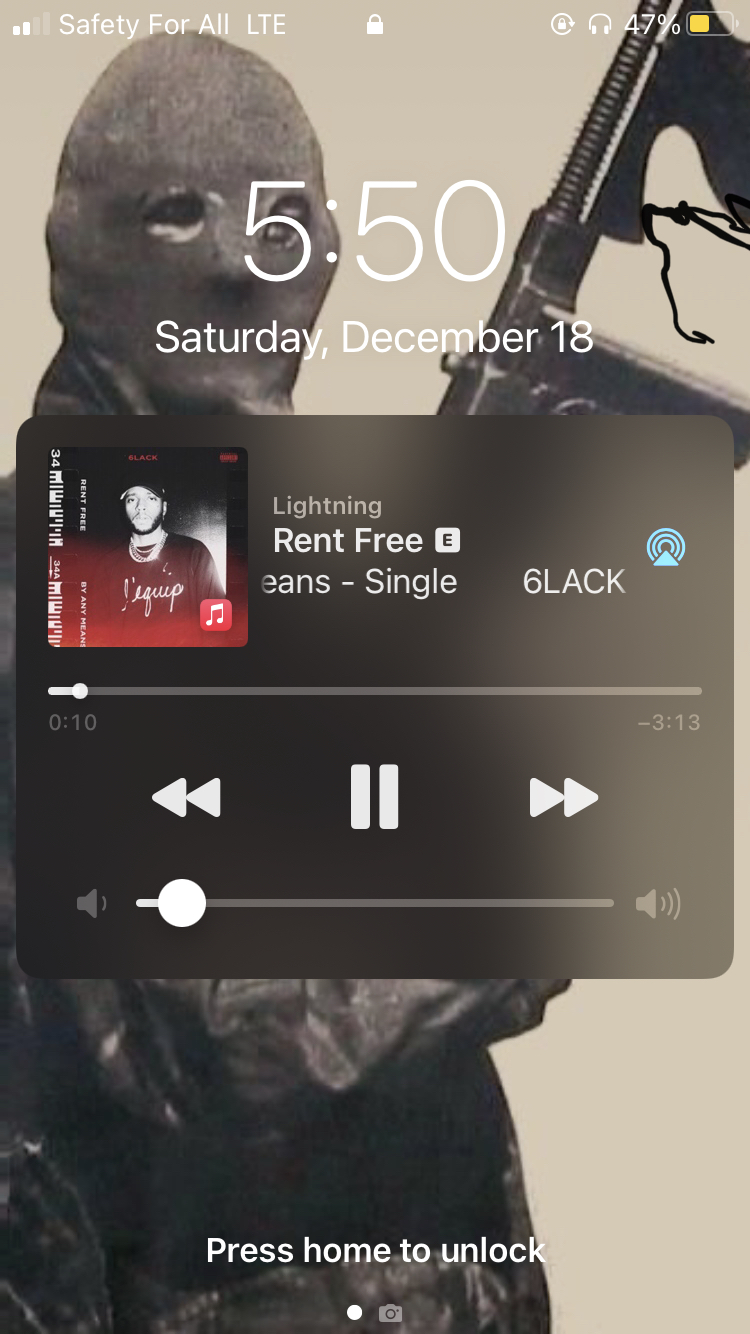 Safety For All LTE 47%
5:50
Saturday, December 18
34
RENT FREE
34A
BY ANY MEANS
6LACK
l'equip
Lightning
Rent Free E
eans - Single 6LACK
0:10 -3:13
Press home to unlock